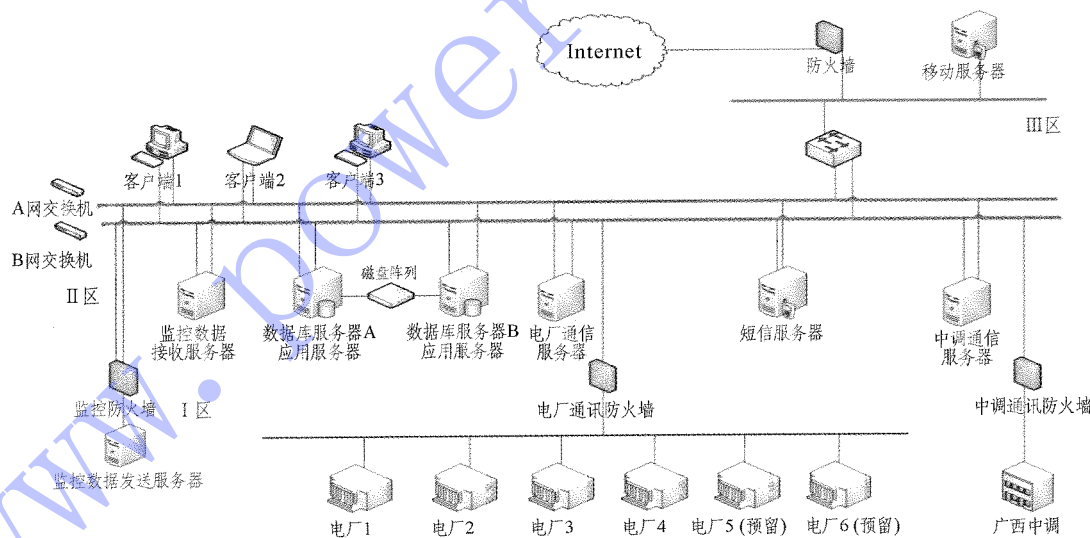 Internet
防火墙
移动服务器
III区
客户端1
客户端2
客户端3
A网交换机
B网交换机
II区
磁盘阵列
监控数据
接收服务器
数据库服务器A
应用服务器
数据库服务器B
应用服务器
电厂通信
服务器
短信服务器
中调通信
服务器
监控防火墙
I区
电厂通讯防火墙
中调通讯防火墙
监控数据发送服务器
电厂1
电厂2
电厂3
电厂4
电厂5(预留)
电厂6(预留)
广西中调
www.power